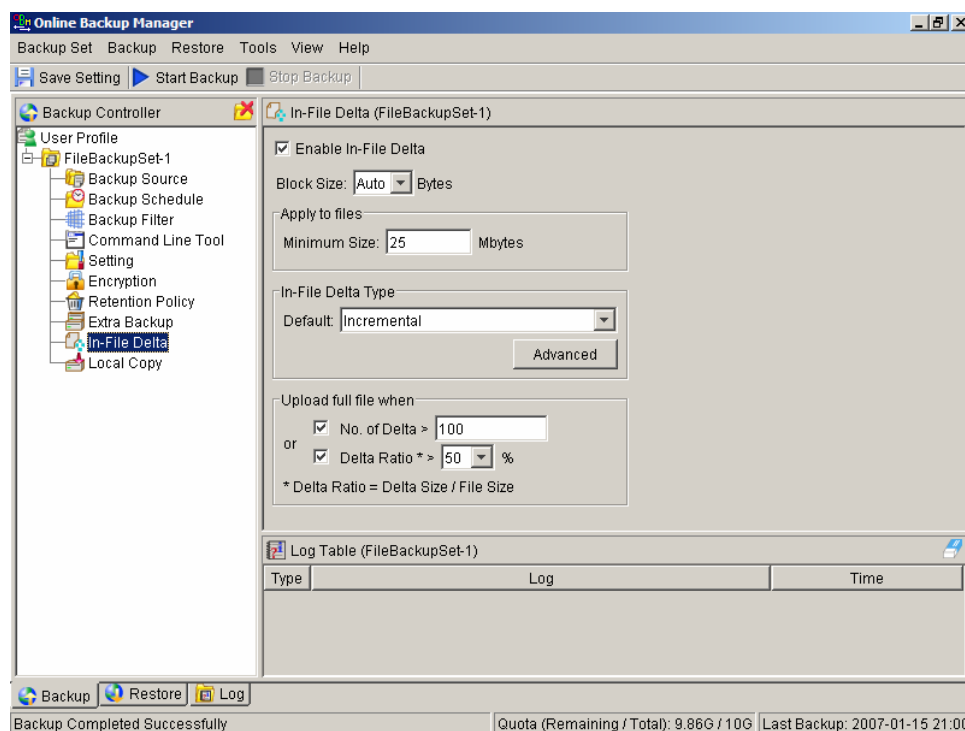 Online Backup Manager
Backup Set Backup Restore Tools View Help
Save Setting Start Backup Stop Backup
Backup Controller
User Profile
FileBackupSet-1
Backup Source
Backup Schedule
Backup Filter
Command Line Tool
Setting
Encryption
Retention Policy
Extra Backup
In-File Delta
Local Copy
In-File Delta (FileBackupSet-1)
Enable In-File Delta
Block Size: Auto Bytes
Apply to files
Minimum Size: 25 Mbytes
In-File Delta Type
Default: Incremental
Advanced
Upload full file when
No. of Delta > 100
or
Delta Ratio * > 50 %
* Delta Ratio = Delta Size / File Size
Log Table (FileBackupSet-1)
Type Log Time
Backup Restore Log
Backup Completed Successfully Quota (Remaining / Total): 9.86G / 10G Last Backup: 2007-01-15 21:00